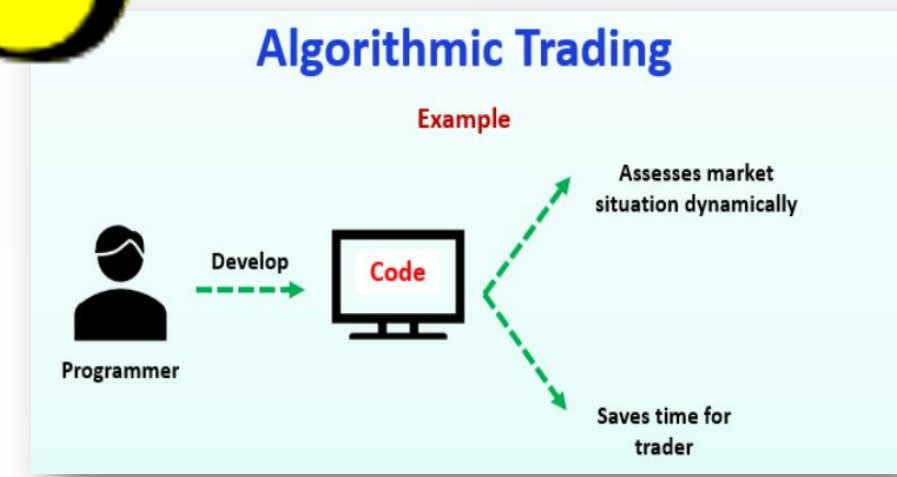 Algorithmic Trading
Example
Assesses market
situation dynamically
Develop
Code
Programmer
Saves time for
trader